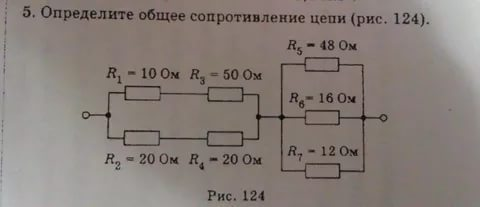 5. Определите общее сопротивление цепи (рис. 124).
R5 = 48 Ом
R1 = 10 Ом R3 = 50 Ом
R6 = 16 Ом
R2 = 20 Ом R4 = 20 Ом
R7 = 12 Ом
Рис. 124